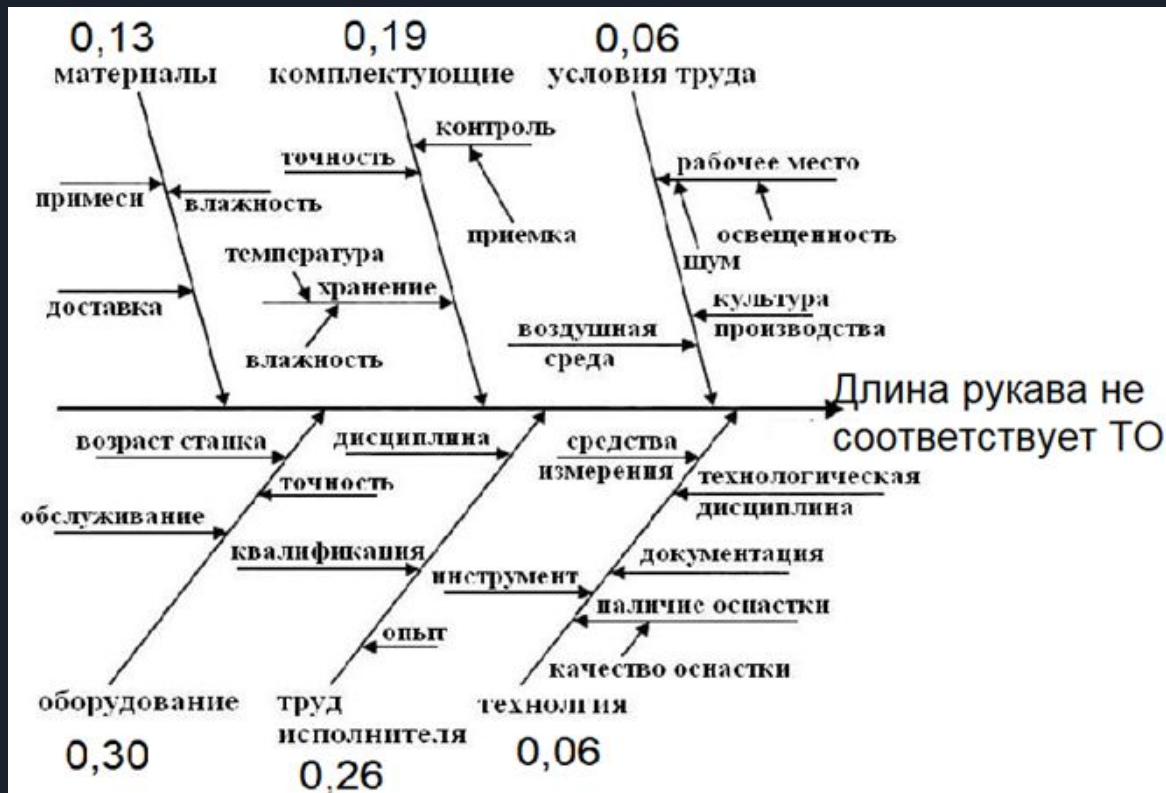 0,13
0,19
0,06
материалы
комплектующие
условия труда
контроль
точность
рабочее место
примеси
влажность
приемка
освещенность
шум
температура
хранение
доставка
культура
производства
воздушная
среда
влажность
Длина рукава не
соответствует ТО
возраст станка
дисциплина
средства
измерения
точность
технологическая
дисциплина
обслуживание
квалификация
документация
инструмент
наличие оснастки
опыт
качество оснастки
оборудование
труд
исполнителя
технлгия
0,30
0,26
0,06